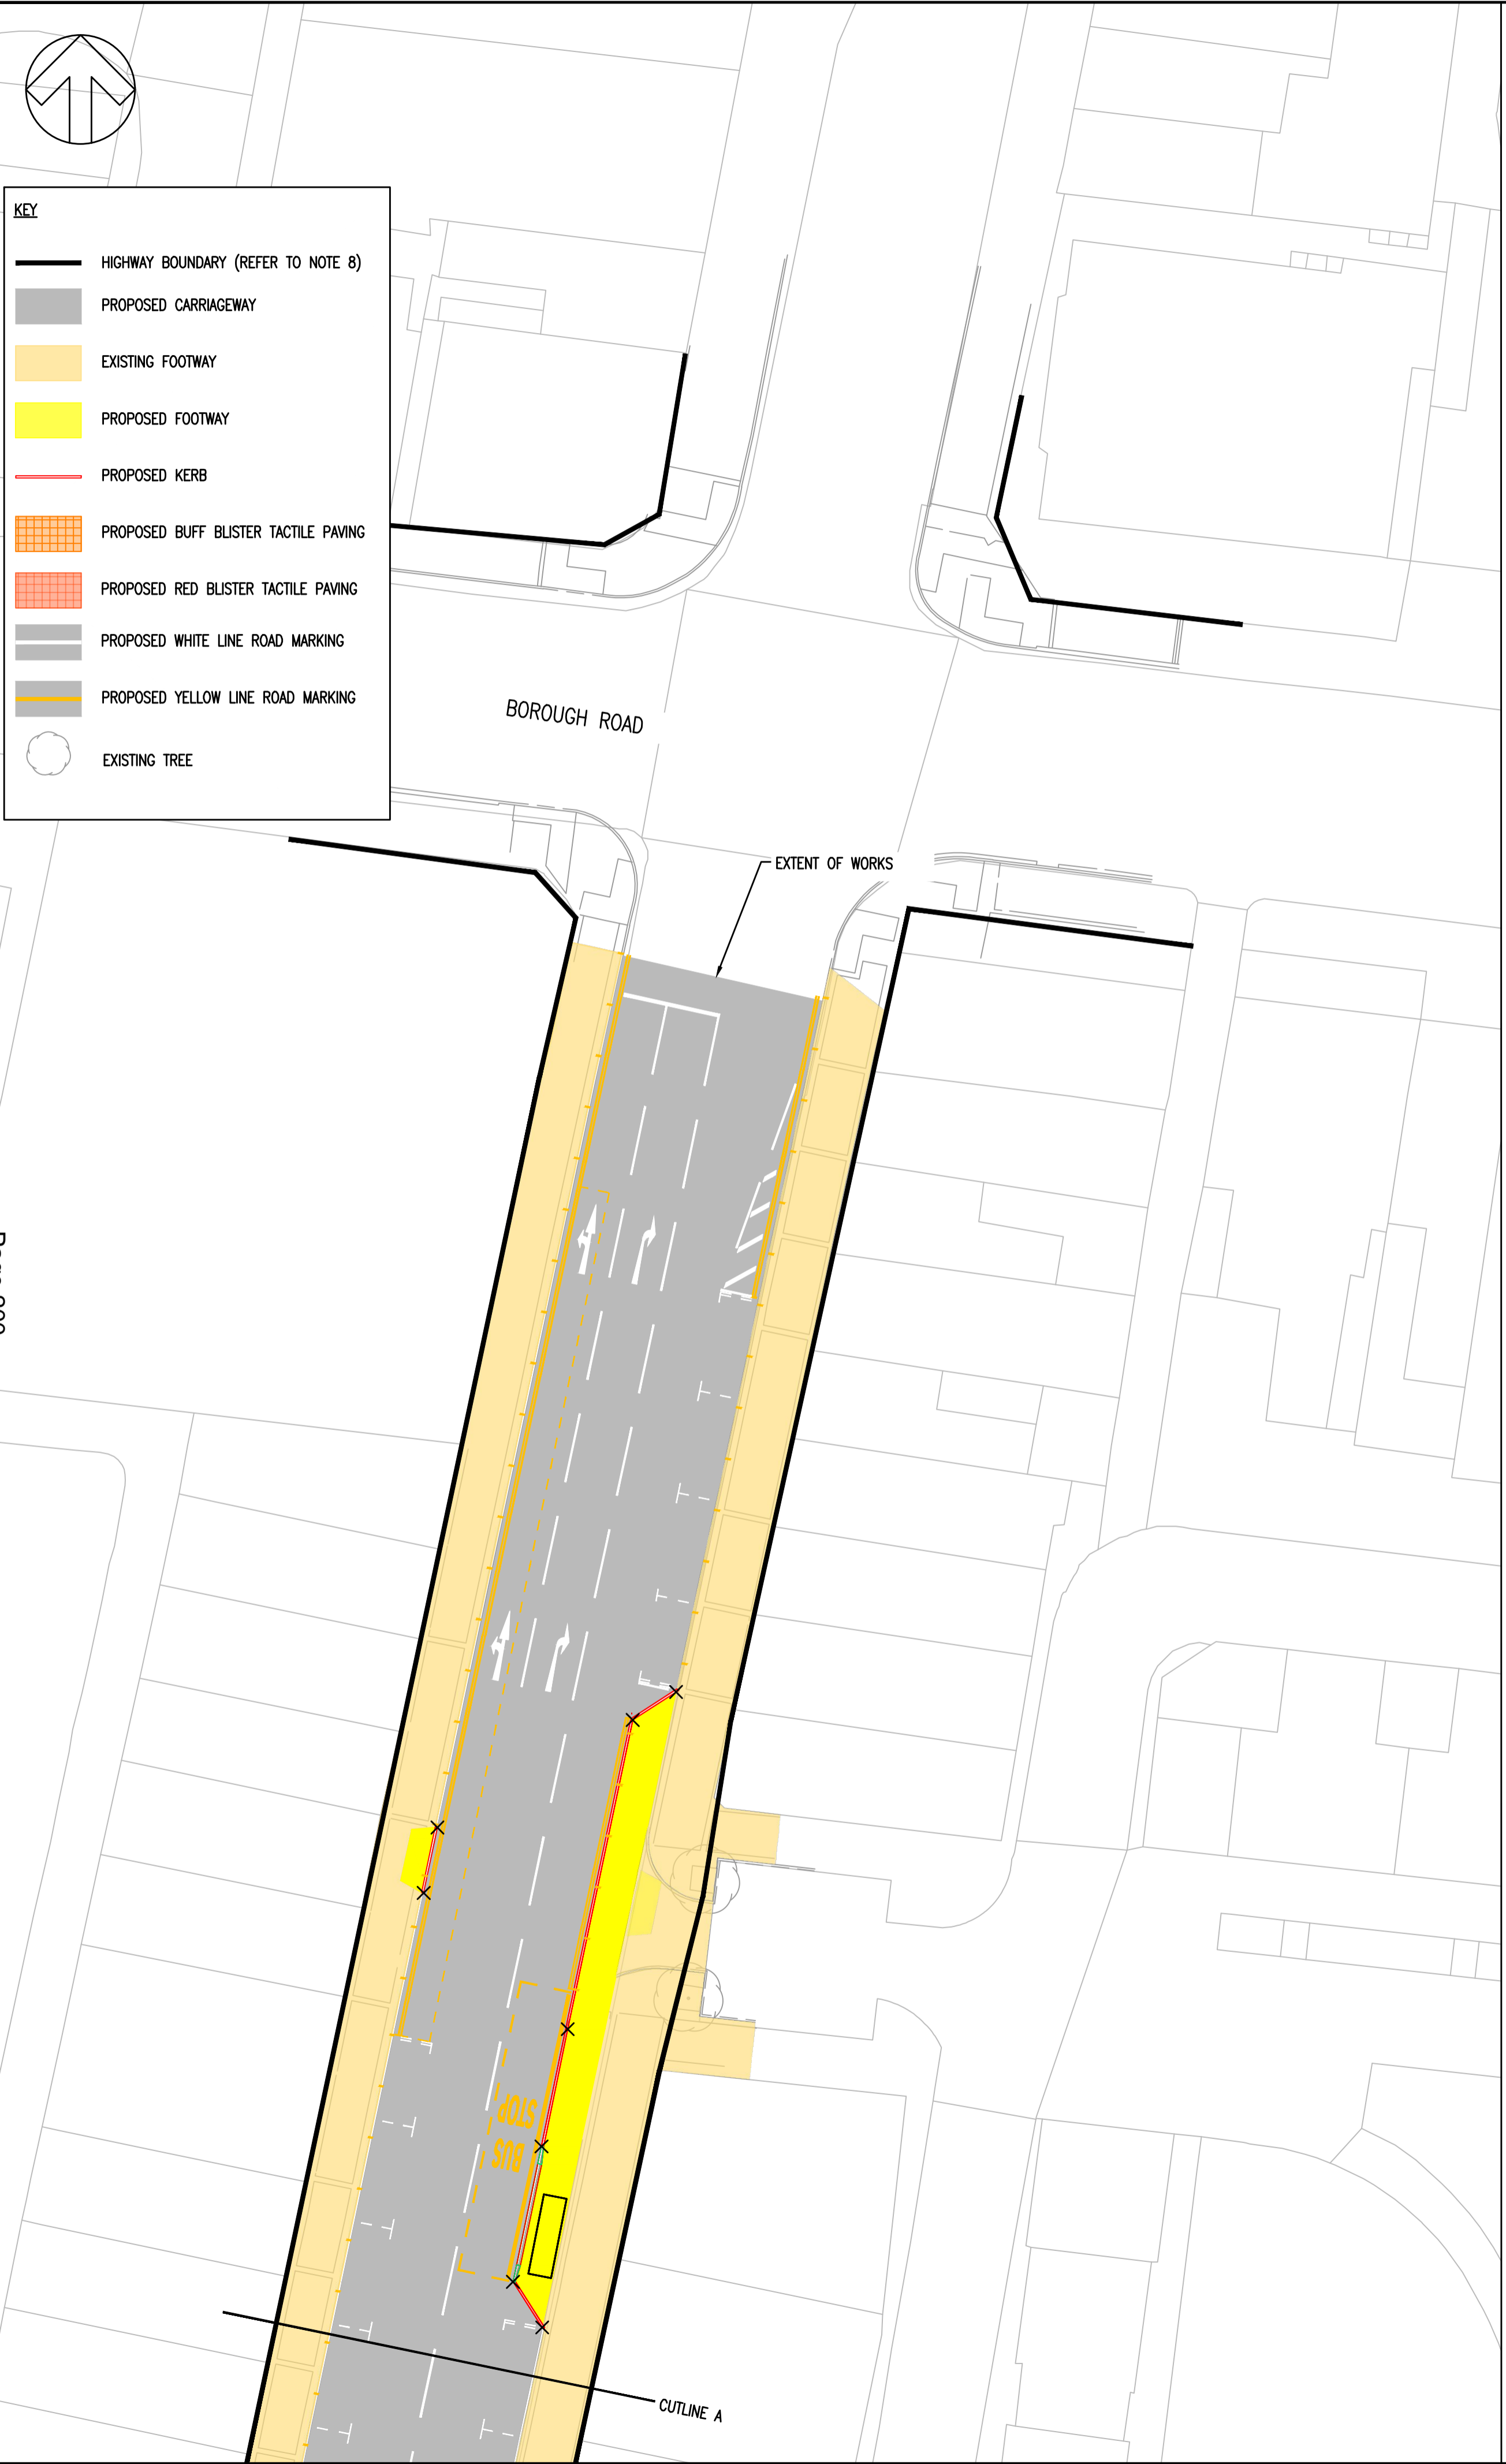 KEY
HIGHWAY BOUNDARY (REFER TO NOTE 8)
PROPOSED CARRIAGEWAY
EXISTING FOOTWAY
PROPOSED FOOTWAY
PROPOSED KERB
PROPOSED BUFF BLISTER TACTILE PAVING
PROPOSED RED BLISTER TACTILE PAVING
PROPOSED WHITE LINE ROAD MARKING
PROPOSED YELLOW LINE ROAD MARKING
EXISTING TREE
BOROUGH ROAD
EXTENT OF WORKS
BUS
STOP
CUTLINE A